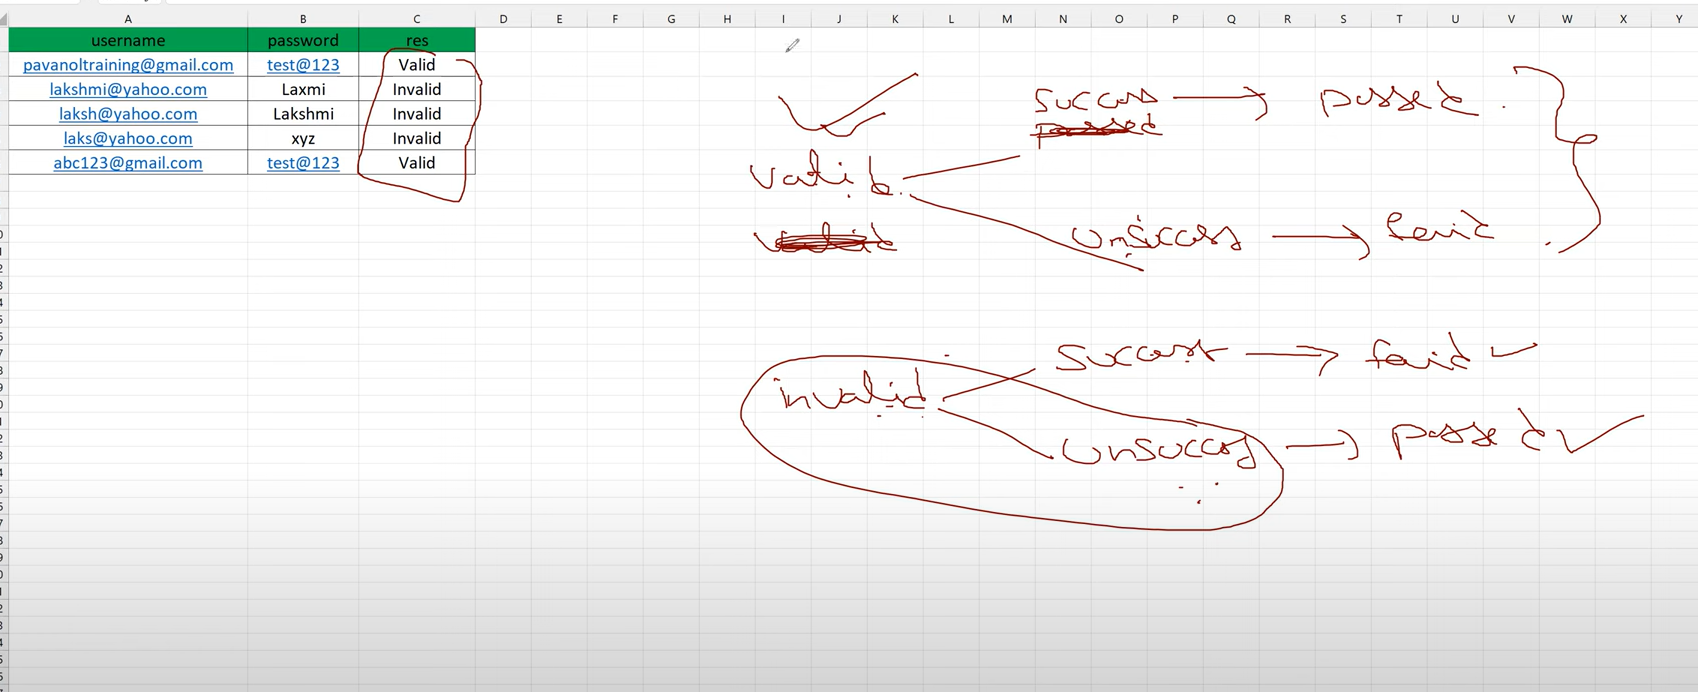 A B C D E F G H I J K L M N O P Q R S T U V W X Y
username password res
pavanoltraining@gmail.com test@123 Valid
lakshmi@yahoo.com Laxmi Invalid
laksh@yahoo.com Lakshmi Invalid
laks@yahoo.com xyz Invalid
abc123@gmail.com test@123 Valid
success passed
passed
valid
unsuccess
success
invalid
unsuccess passed